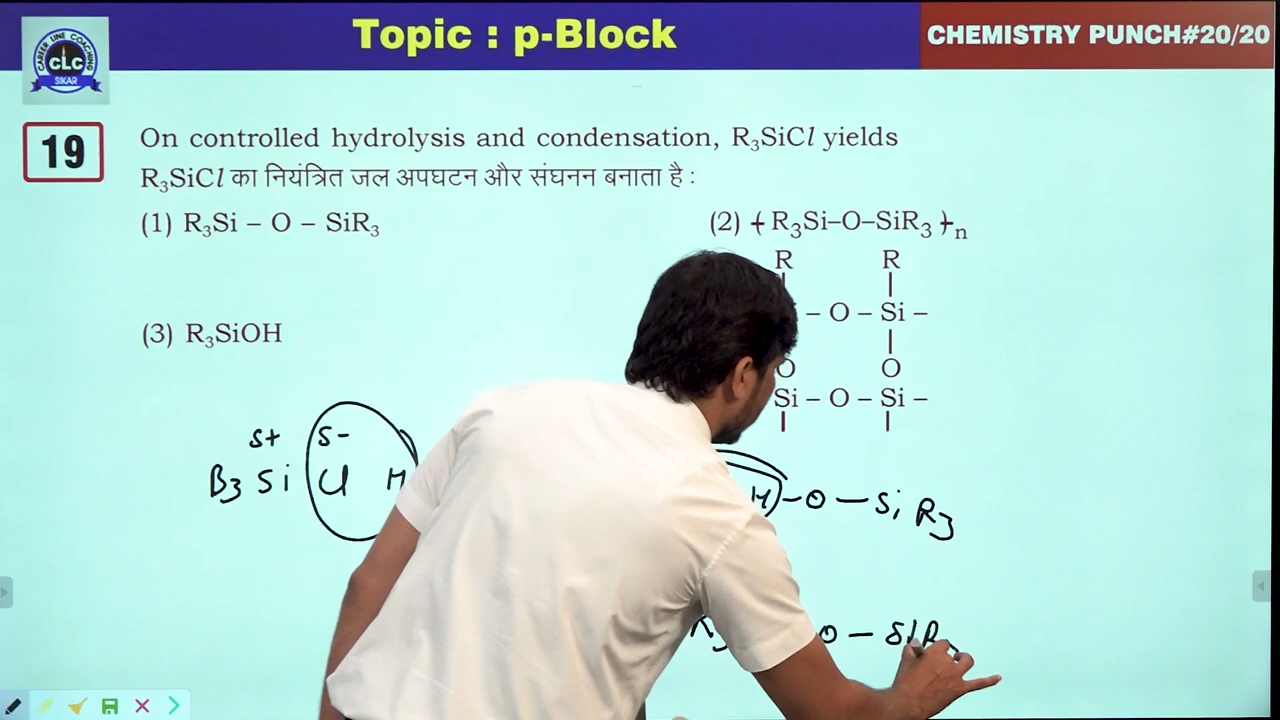 Topic : p-Block
CHEMISTRY PUNCH#20/20
CAREER LINE COACHING
CLC
SIKAR
19
On controlled hydrolysis and condensation, R₃SiCl yields
R₃SiCl का नियंत्रित जल अपघटन और संघनन बनाता है :
(1) R₃Si – O – SiR₃
(2) ⸨ R₃Si–O–SiR₃ ⸩n
R R
– O – Si –
(3) R₃SiOH
O O
Si – O – Si –
S+ S-
R₃ Si Cl H
H – O – Si R₃
R₃ O – Si R